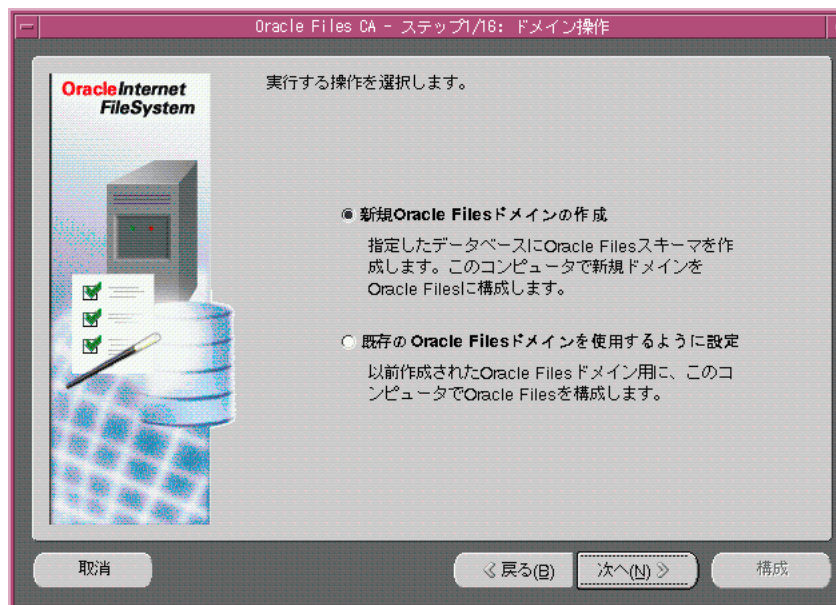 Oracle Files CA - ステップ1/16: ドメイン操作
OracleInternet
FileSystem
実行する操作を選択します。
新規Oracle Filesドメインの作成
指定したデータベースにOracle Filesスキーマを作
成します。このコンピュータで新規ドメインを
Oracle Filesに構成します。
既存のOracle Filesドメインを使用するように設定
以前作成されたOracle Filesドメイン用に、このコ
ンピュータでOracle Filesを構成します。
取消
戻る(B)
次へ(N)
構成